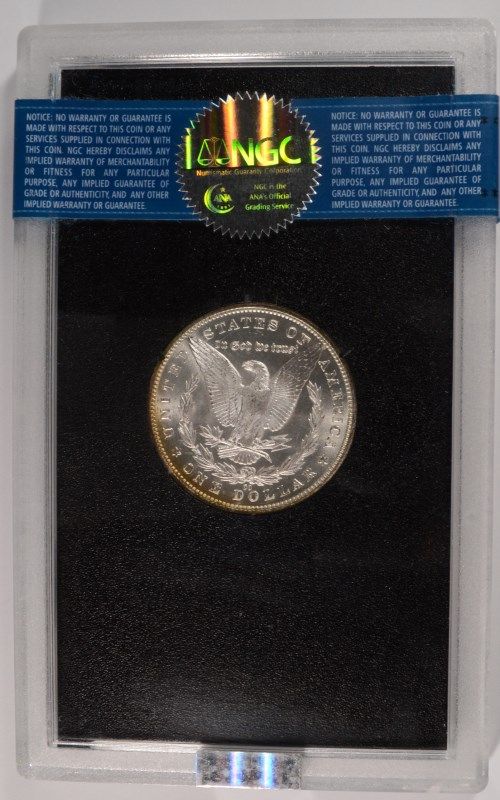 NOTICE: NO WARRANTY OR GUARANTEE IS
MADE WITH RESPECT TO THIS COIN OR ANY
SERVICES SUPPLIED IN CONNECTION WITH
THIS COIN. NGC HEREBY DISCLAIMS ANY
IMPLIED WARRANTY OF MERCHANTABILITY
OR FITNESS FOR ANY PARTICULAR
PURPOSE, ANY IMPLIED GUARANTEE OF
GRADE OR AUTHENTICITY, AND ANY OTHER
IMPLIED WARRANTY OR GUARANTEE.
NGC
Numismatic Guaranty Corporation
ANA
NGC is the
ANA's Official
Grading Service
NOTICE: NO WARRANTY OR GUARANTEE IS
MADE WITH RESPECT TO THIS COIN OR ANY
SERVICES SUPPLIED IN CONNECTION WITH
THIS COIN. NGC HEREBY DISCLAIMS ANY
IMPLIED WARRANTY OF MERCHANTABILITY
OR FITNESS FOR ANY PARTICULAR
PURPOSE, ANY IMPLIED GUARANTEE OF
GRADE OR AUTHENTICITY, AND ANY OTHER
IMPLIED WARRANTY OR GUARANTEE.
UNITED STATES OF AMERICA
In God we trust
CC
ONE DOLLAR